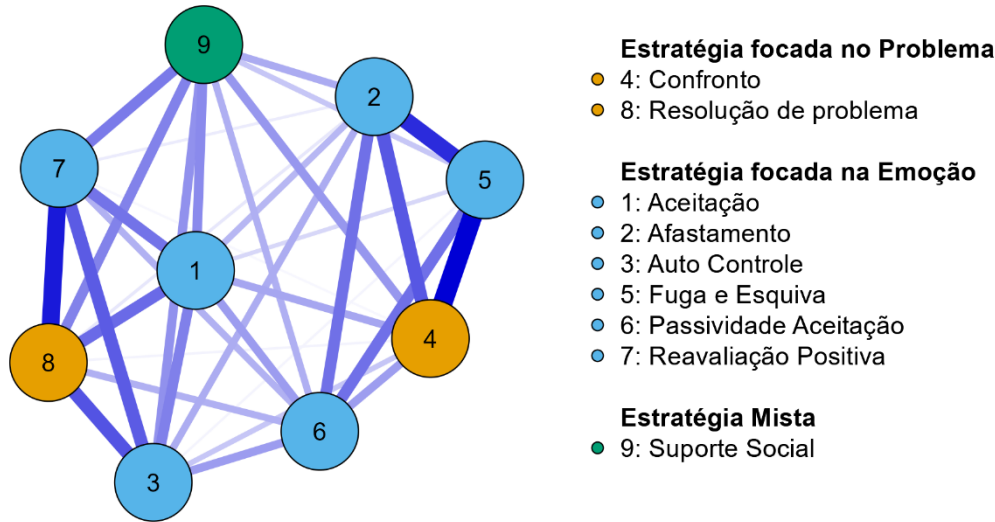 9
2
5
7
1
4
8
6
3
Estratégia focada no Problema
4: Confronto
8: Resolução de problema
Estratégia focada na Emoção
1: Aceitação
2: Afastamento
3: Auto Controle
5: Fuga e Esquiva
6: Passividade Aceitação
7: Reavaliação Positiva
Estratégia Mista
9: Suporte Social